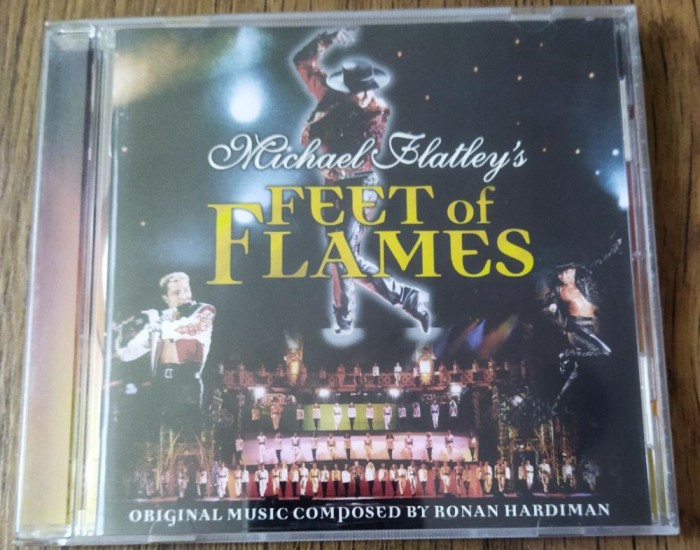 Michael Flatley's
FEET of
FLAMES
ORIGINAL MUSIC COMPOSED BY RONAN HARDIMAN